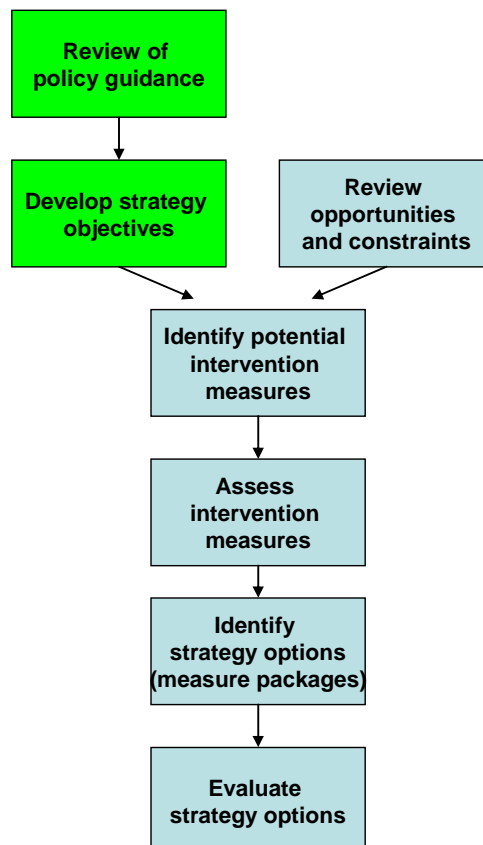 Review of
policy guidance
Develop strategy
objectives
Review
opportunities
and constraints
Identify potential
intervention
measures
Assess
intervention
measures
Identify
strategy options
(measure packages)
Evaluate
strategy options